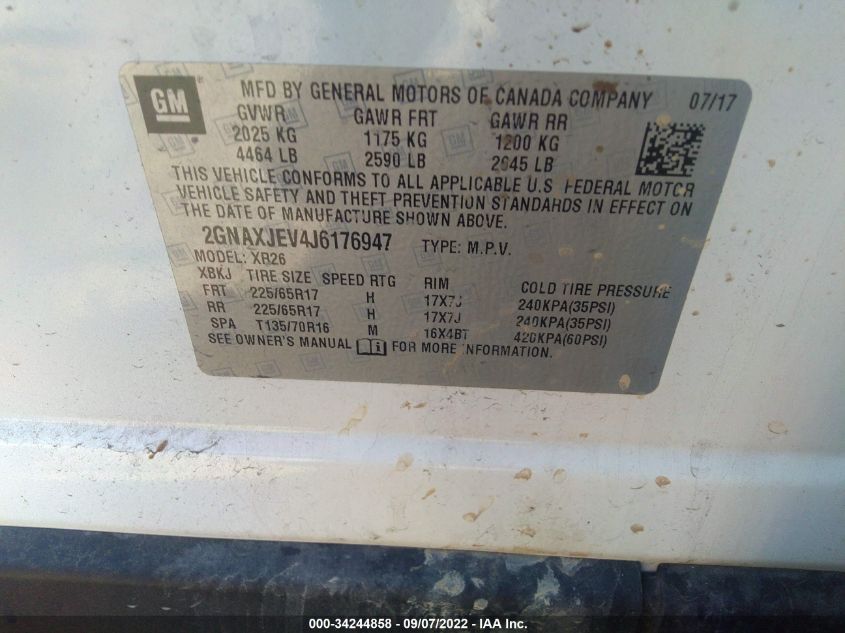 GM
MFD BY GENERAL MOTORS OF CANADA COMPANY 07/17
GVWR GAWR FRT GAWR RR
2025 KG 1175 KG 1200 KG
4464 LB 2590 LB 2645 LB
THIS VEHICLE CONFORMS TO ALL APPLICABLE U.S. FEDERAL MOTOR
VEHICLE SAFETY AND THEFT PREVENTION STANDARDS IN EFFECT ON
THE DATE OF MANUFACTURE SHOWN ABOVE.
2GNAXJEV4J6176947 TYPE: M.P.V.
MODEL: XR26
XBKJ TIRE SIZE SPEED RTG RIM COLD TIRE PRESSURE
FRT 225/65R17 H 17X7J 240KPA(35PSI)
RR 225/65R17 H 17X7J 240KPA(35PSI)
SPA T135/70R16 M 16X4BT 420KPA(60PSI)
SEE OWNER'S MANUAL FOR MORE INFORMATION.
000-34244858 - 09/07/2022 - IAA Inc.